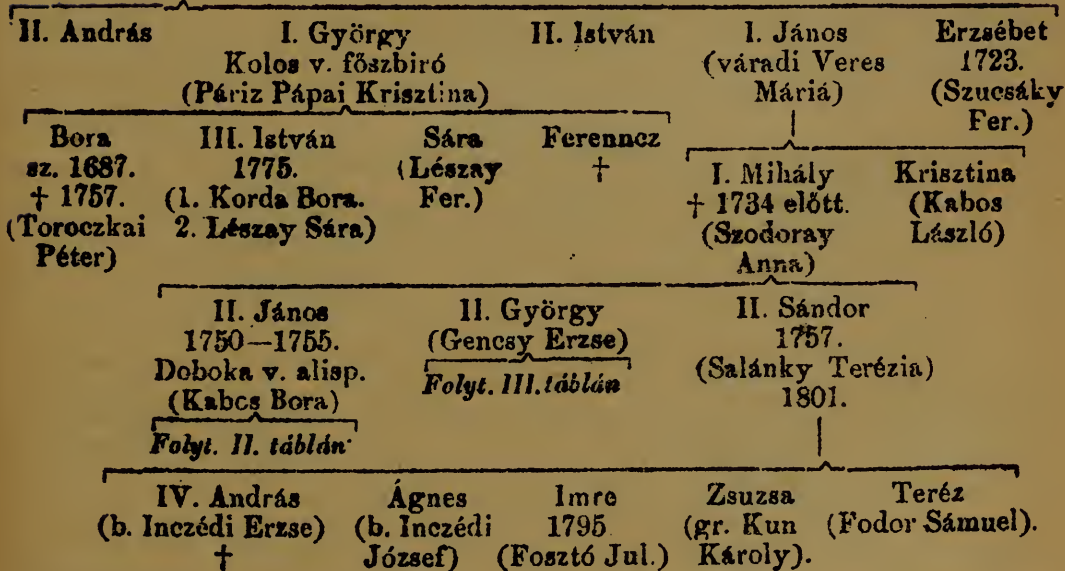 II. András I. György II. István I. János Erzsébet
Kolos v. főszbiró (váradi Veres 1723.
(Páriz Pápai Krisztina) Máriá) (Szucsáky
Fer.)
Bora III. István Sára Ferenncz
sz. 1687. 1775. (Lészay †
† 1757. (1. Korda Bora. Fer.)
(Toroczkai 2. Lészay Sára)
Péter)
I. Mihály Krisztina
† 1734 előtt. (Kabos
(Szodoray László)
Anna)
II. János II. György II. Sándor
1750—1755. (Gencsy Erzse) 1757.
Doboka v. alisp. Folyt. III. táblán (Salánky Terézia)
(Kabcs Bora) 1801.
Folyt. II. táblán
IV. András Ágnes Imre Zsuzsa Teréz
(b. Inczédi Erzse) (b. Inczédi 1795. (gr. Kun (Fodor Sámuel).
† József) (Fosztó Jul.) Károly).